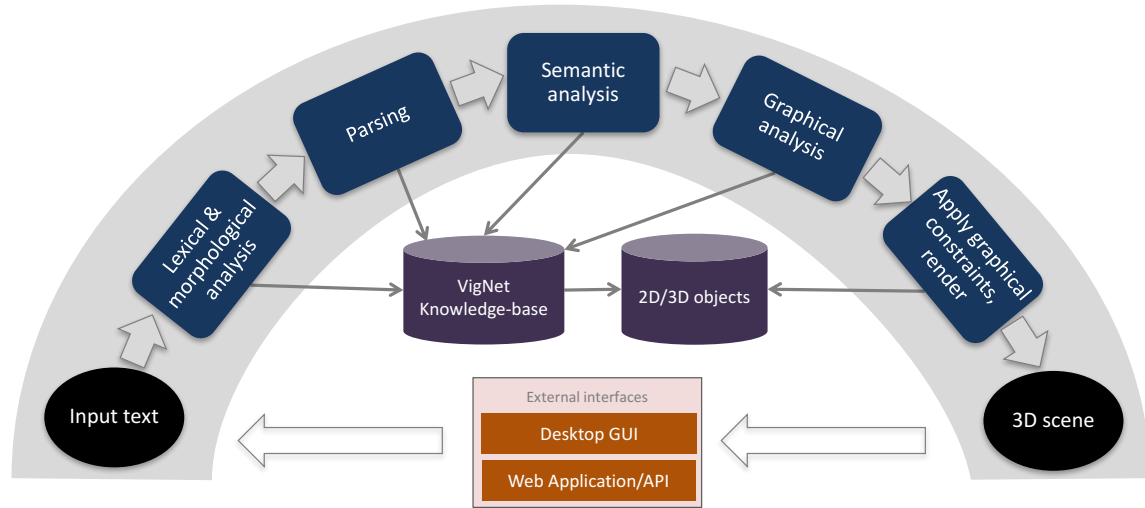 Input text
Lexical &
morphological
analysis
Parsing
Semantic
analysis
Graphical
analysis
Apply graphical
constraints,
render
3D scene
VigNet
Knowledge-base
2D/3D objects
External interfaces
Desktop GUI
Web Application/API